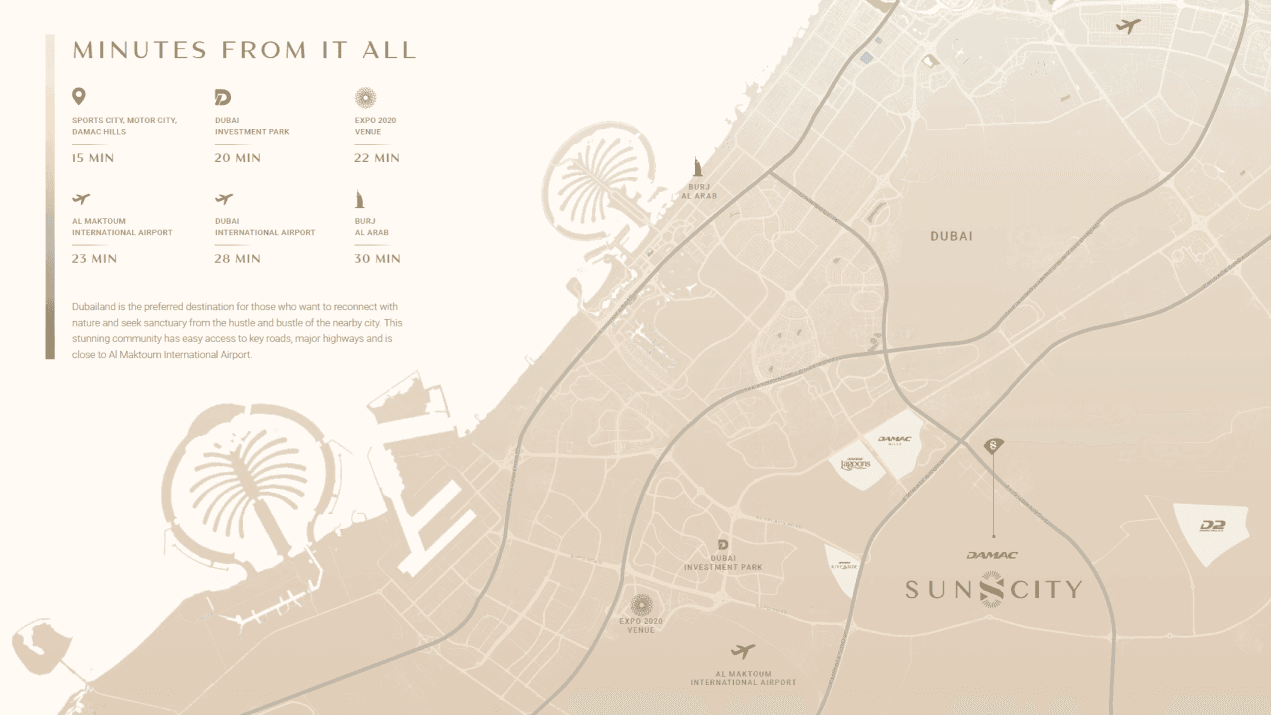 MINUTES FROM IT ALL
SPORTS CITY, MOTOR CITY,
DAMAC HILLS
15 MIN
DUBAI
INVESTMENT PARK
20 MIN
EXPO 2020
VENUE
22 MIN
AL MAKTOUM
INTERNATIONAL AIRPORT
23 MIN
DUBAI
INTERNATIONAL AIRPORT
28 MIN
BURJ
AL ARAB
30 MIN
Dubailand is the preferred destination for those who want to reconnect with
nature and seek sanctuary from the hustle and bustle of the nearby city. This
stunning community has easy access to key roads, major highways and is
close to Al Maktoum International Airport.
BURJ
AL ARAB
DUBAI
DAMAC
HILLS
DAMAC
lagoons
D2
DUBAI
INVESTMENT PARK
RIVERSIDE
DAMAC
SUN CITY
EXPO 2020
VENUE
AL MAKTOUM
INTERNATIONAL AIRPORT